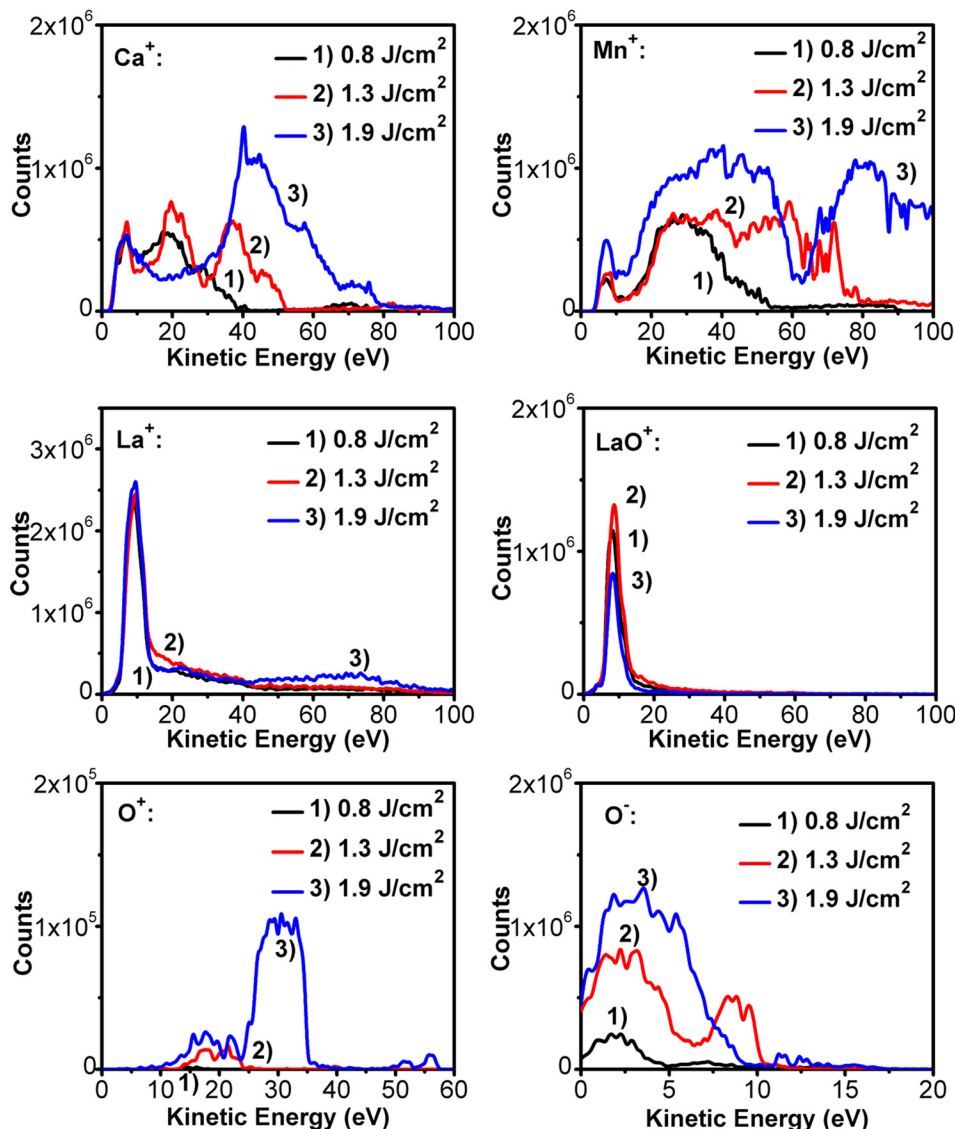 Ca⁺:
1) 0.8 J/cm²
2) 1.3 J/cm²
3) 1.9 J/cm²
2x10⁶
1x10⁶
0
Counts
1)
2)
3)
0 20 40 60 80 100
Kinetic Energy (eV)
Mn⁺:
1) 0.8 J/cm²
2) 1.3 J/cm²
3) 1.9 J/cm²
2x10⁶
1x10⁶
0
Counts
1)
2)
3)
0 20 40 60 80 100
Kinetic Energy (eV)
La⁺:
1) 0.8 J/cm²
2) 1.3 J/cm²
3) 1.9 J/cm²
3x10⁶
2x10⁶
1x10⁶
0
Counts
1)
2)
3)
0 20 40 60 80 100
Kinetic Energy (eV)
LaO⁺:
1) 0.8 J/cm²
2) 1.3 J/cm²
3) 1.9 J/cm²
2x10⁶
1x10⁶
0
Counts
2)
1)
3)
0 20 40 60 80 100
Kinetic Energy (eV)
O⁺:
1) 0.8 J/cm²
2) 1.3 J/cm²
3) 1.9 J/cm²
2x10⁵
1x10⁵
0
Counts
3)
2)
1)
0 10 20 30 40 50 60
Kinetic Energy (eV)
O⁻:
1) 0.8 J/cm²
2) 1.3 J/cm²
3) 1.9 J/cm²
2x10⁶
1x10⁶
0
Counts
3)
2)
1)
0 5 10 15 20
Kinetic Energy (eV)